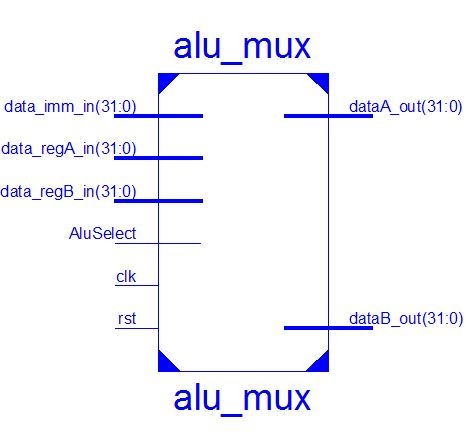 alu_mux
data_imm_in(31:0)
dataA_out(31:0)
data_regA_in(31:0)
data_regB_in(31:0)
AluSelect
clk
rst
dataB_out(31:0)
alu_mux